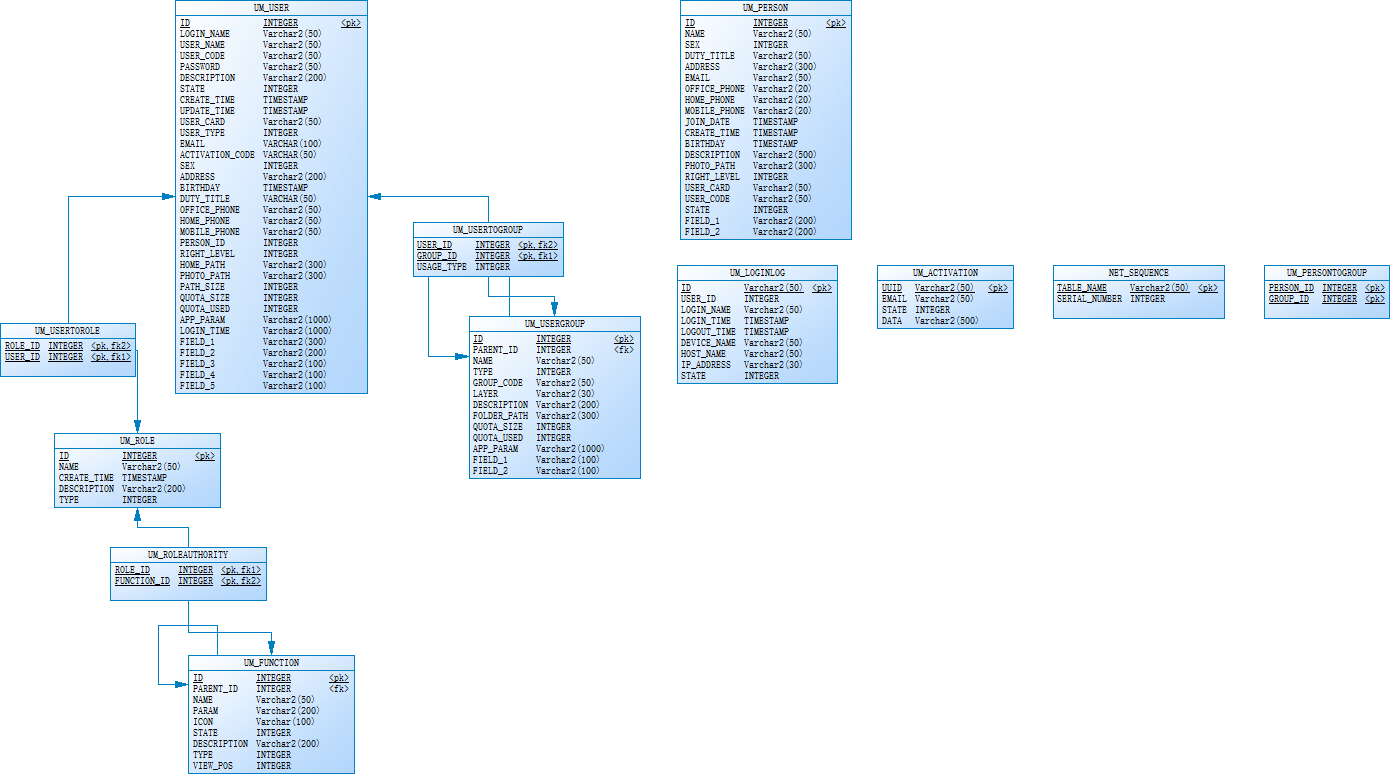 UM_USER
ID INTEGER <pk>
LOGIN_NAME Varchar2(50)
USER_NAME Varchar2(50)
USER_CODE Varchar2(50)
PASSWORD Varchar2(50)
DESCRIPTION Varchar2(200)
STATE INTEGER
CREATE_TIME TIMESTAMP
UPDATE_TIME TIMESTAMP
USER_CARD Varchar2(50)
USER_TYPE INTEGER
EMAIL VARCHAR(100)
ACTIVATION_CODE VARCHAR(50)
SEX INTEGER
ADDRESS Varchar2(200)
BIRTHDAY TIMESTAMP
DUTY_TITLE VARCHAR(50)
OFFICE_PHONE Varchar2(50)
HOME_PHONE Varchar2(50)
MOBILE_PHONE Varchar2(50)
PERSON_ID INTEGER
RIGHT_LEVEL INTEGER
HOME_PATH Varchar2(300)
PHOTO_PATH Varchar2(300)
PATH_SIZE INTEGER
QUOTA_SIZE INTEGER
QUOTA_USED INTEGER
APP_PARAM Varchar2(1000)
LOGIN_TIME Varchar2(1000)
FIELD_1 Varchar2(300)
FIELD_2 Varchar2(200)
FIELD_3 Varchar2(100)
FIELD_4 Varchar2(100)
FIELD_5 Varchar2(100)
UM_PERSON
ID INTEGER <pk>
NAME Varchar2(50)
SEX INTEGER
DUTY_TITLE Varchar2(50)
ADDRESS Varchar2(300)
EMAIL Varchar2(50)
OFFICE_PHONE Varchar2(20)
HOME_PHONE Varchar2(20)
MOBILE_PHONE Varchar2(20)
JOIN_DATE TIMESTAMP
CREATE_TIME TIMESTAMP
BIRTHDAY TIMESTAMP
DESCRIPTION Varchar2(500)
PHOTO_PATH Varchar2(300)
RIGHT_LEVEL INTEGER
USER_CARD Varchar2(50)
USER_CODE Varchar2(50)
STATE INTEGER
FIELD_1 Varchar2(200)
FIELD_2 Varchar2(200)
UM_USERTOGROUP
USER_ID INTEGER <pk,fk2>
GROUP_ID INTEGER <pk,fk1>
USAGE_TYPE INTEGER
UM_LOGINLOG
ID Varchar2(50) <pk>
USER_ID INTEGER
LOGIN_NAME Varchar2(50)
LOGIN_TIME TIMESTAMP
LOGOUT_TIME TIMESTAMP
DEVICE_NAME Varchar2(50)
HOST_NAME Varchar2(50)
IP_ADDRESS Varchar2(30)
STATE INTEGER
UM_ACTIVATION
UUID Varchar2(50) <pk>
EMAIL Varchar2(50)
STATE INTEGER
DATA Varchar2(500)
NET_SEQUENCE
TABLE_NAME Varchar2(50) <pk>
SERIAL_NUMBER INTEGER
UM_PERSONTOGROUP
PERSON_ID INTEGER <pk>
GROUP_ID INTEGER <pk>
UM_USERTOROLE
ROLE_ID INTEGER <pk,fk2>
USER_ID INTEGER <pk,fk1>
UM_USERGROUP
ID INTEGER <pk>
PARENT_ID INTEGER <fk>
NAME Varchar2(50)
TYPE INTEGER
GROUP_CODE Varchar2(50)
LAYER Varchar2(30)
DESCRIPTION Varchar2(200)
FOLDER_PATH Varchar2(300)
QUOTA_SIZE INTEGER
QUOTA_USED INTEGER
APP_PARAM Varchar2(1000)
FIELD_1 Varchar2(100)
FIELD_2 Varchar2(100)
UM_ROLE
ID INTEGER <pk>
NAME Varchar2(50)
CREATE_TIME TIMESTAMP
DESCRIPTION Varchar2(200)
TYPE INTEGER
UM_ROLEAUTHORITY
ROLE_ID INTEGER <pk,fk1>
FUNCTION_ID INTEGER <pk,fk2>
UM_FUNCTION
ID INTEGER <pk>
PARENT_ID INTEGER <fk>
NAME Varchar2(50)
PARAM Varchar2(200)
ICON Varchar(100)
STATE INTEGER
DESCRIPTION Varchar2(200)
TYPE INTEGER
VIEW_POS INTEGER